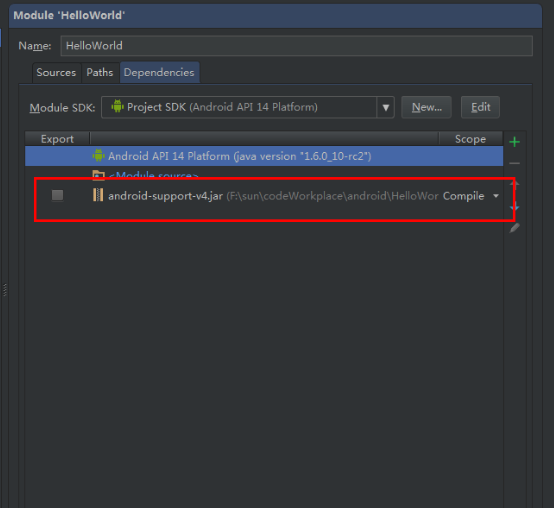 Module 'HelloWorld'
Name: HelloWorld
Sources Paths Dependencies
Module SDK: Project SDK (Android API 14 Platform) New... Edit
Export Scope
Android API 14 Platform (java version "1.6.0_10-rc2")
<Module source>
android-support-v4.jar (F:\sun\codeWorkplace\android\HelloWor Compile